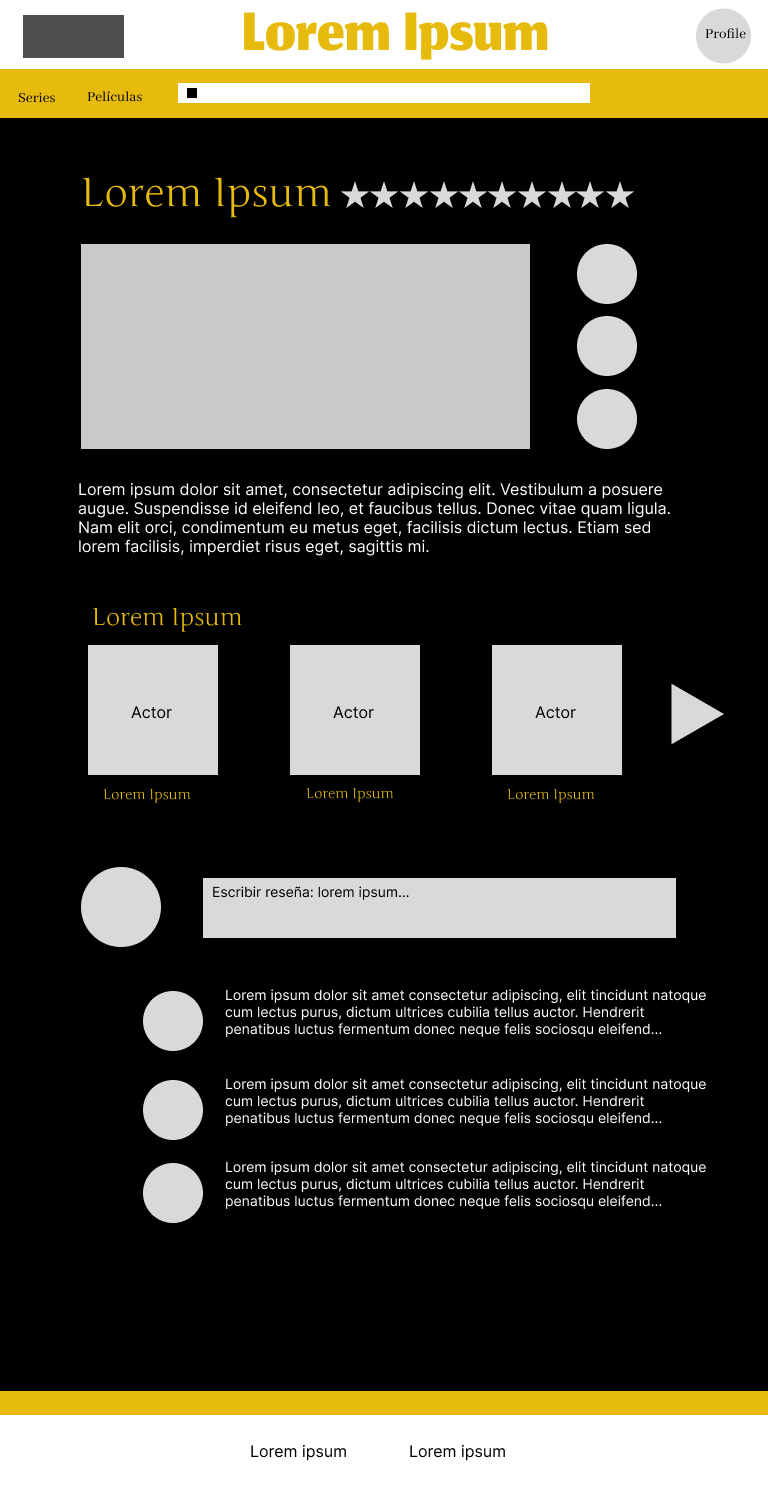 Lorem Ipsum
Profile
Series
Películas
Lorem Ipsum
Lorem ipsum dolor sit amet, consectetur adipiscing elit. Vestibulum a posuere
augue. Suspendisse id eleifend leo, et faucibus tellus. Donec vitae quam ligula.
Nam elit orci, condimentum eu metus eget, facilisis dictum lectus. Etiam sed
lorem facilisis, imperdiet risus eget, sagittis mi.
Lorem Ipsum
Actor
Actor
Actor
Lorem Ipsum
Lorem Ipsum
Lorem Ipsum
Escribir reseña: lorem ipsum...
Lorem ipsum dolor sit amet consectetur adipiscing, elit tincidunt natoque
cum lectus purus, dictum ultrices cubilia tellus auctor. Hendrerit
penatibus luctus fermentum donec neque felis sociosqu eleifend...
Lorem ipsum dolor sit amet consectetur adipiscing, elit tincidunt natoque
cum lectus purus, dictum ultrices cubilia tellus auctor. Hendrerit
penatibus luctus fermentum donec neque felis sociosqu eleifend...
Lorem ipsum dolor sit amet consectetur adipiscing, elit tincidunt natoque
cum lectus purus, dictum ultrices cubilia tellus auctor. Hendrerit
penatibus luctus fermentum donec neque felis sociosqu eleifend...
Lorem ipsum
Lorem ipsum